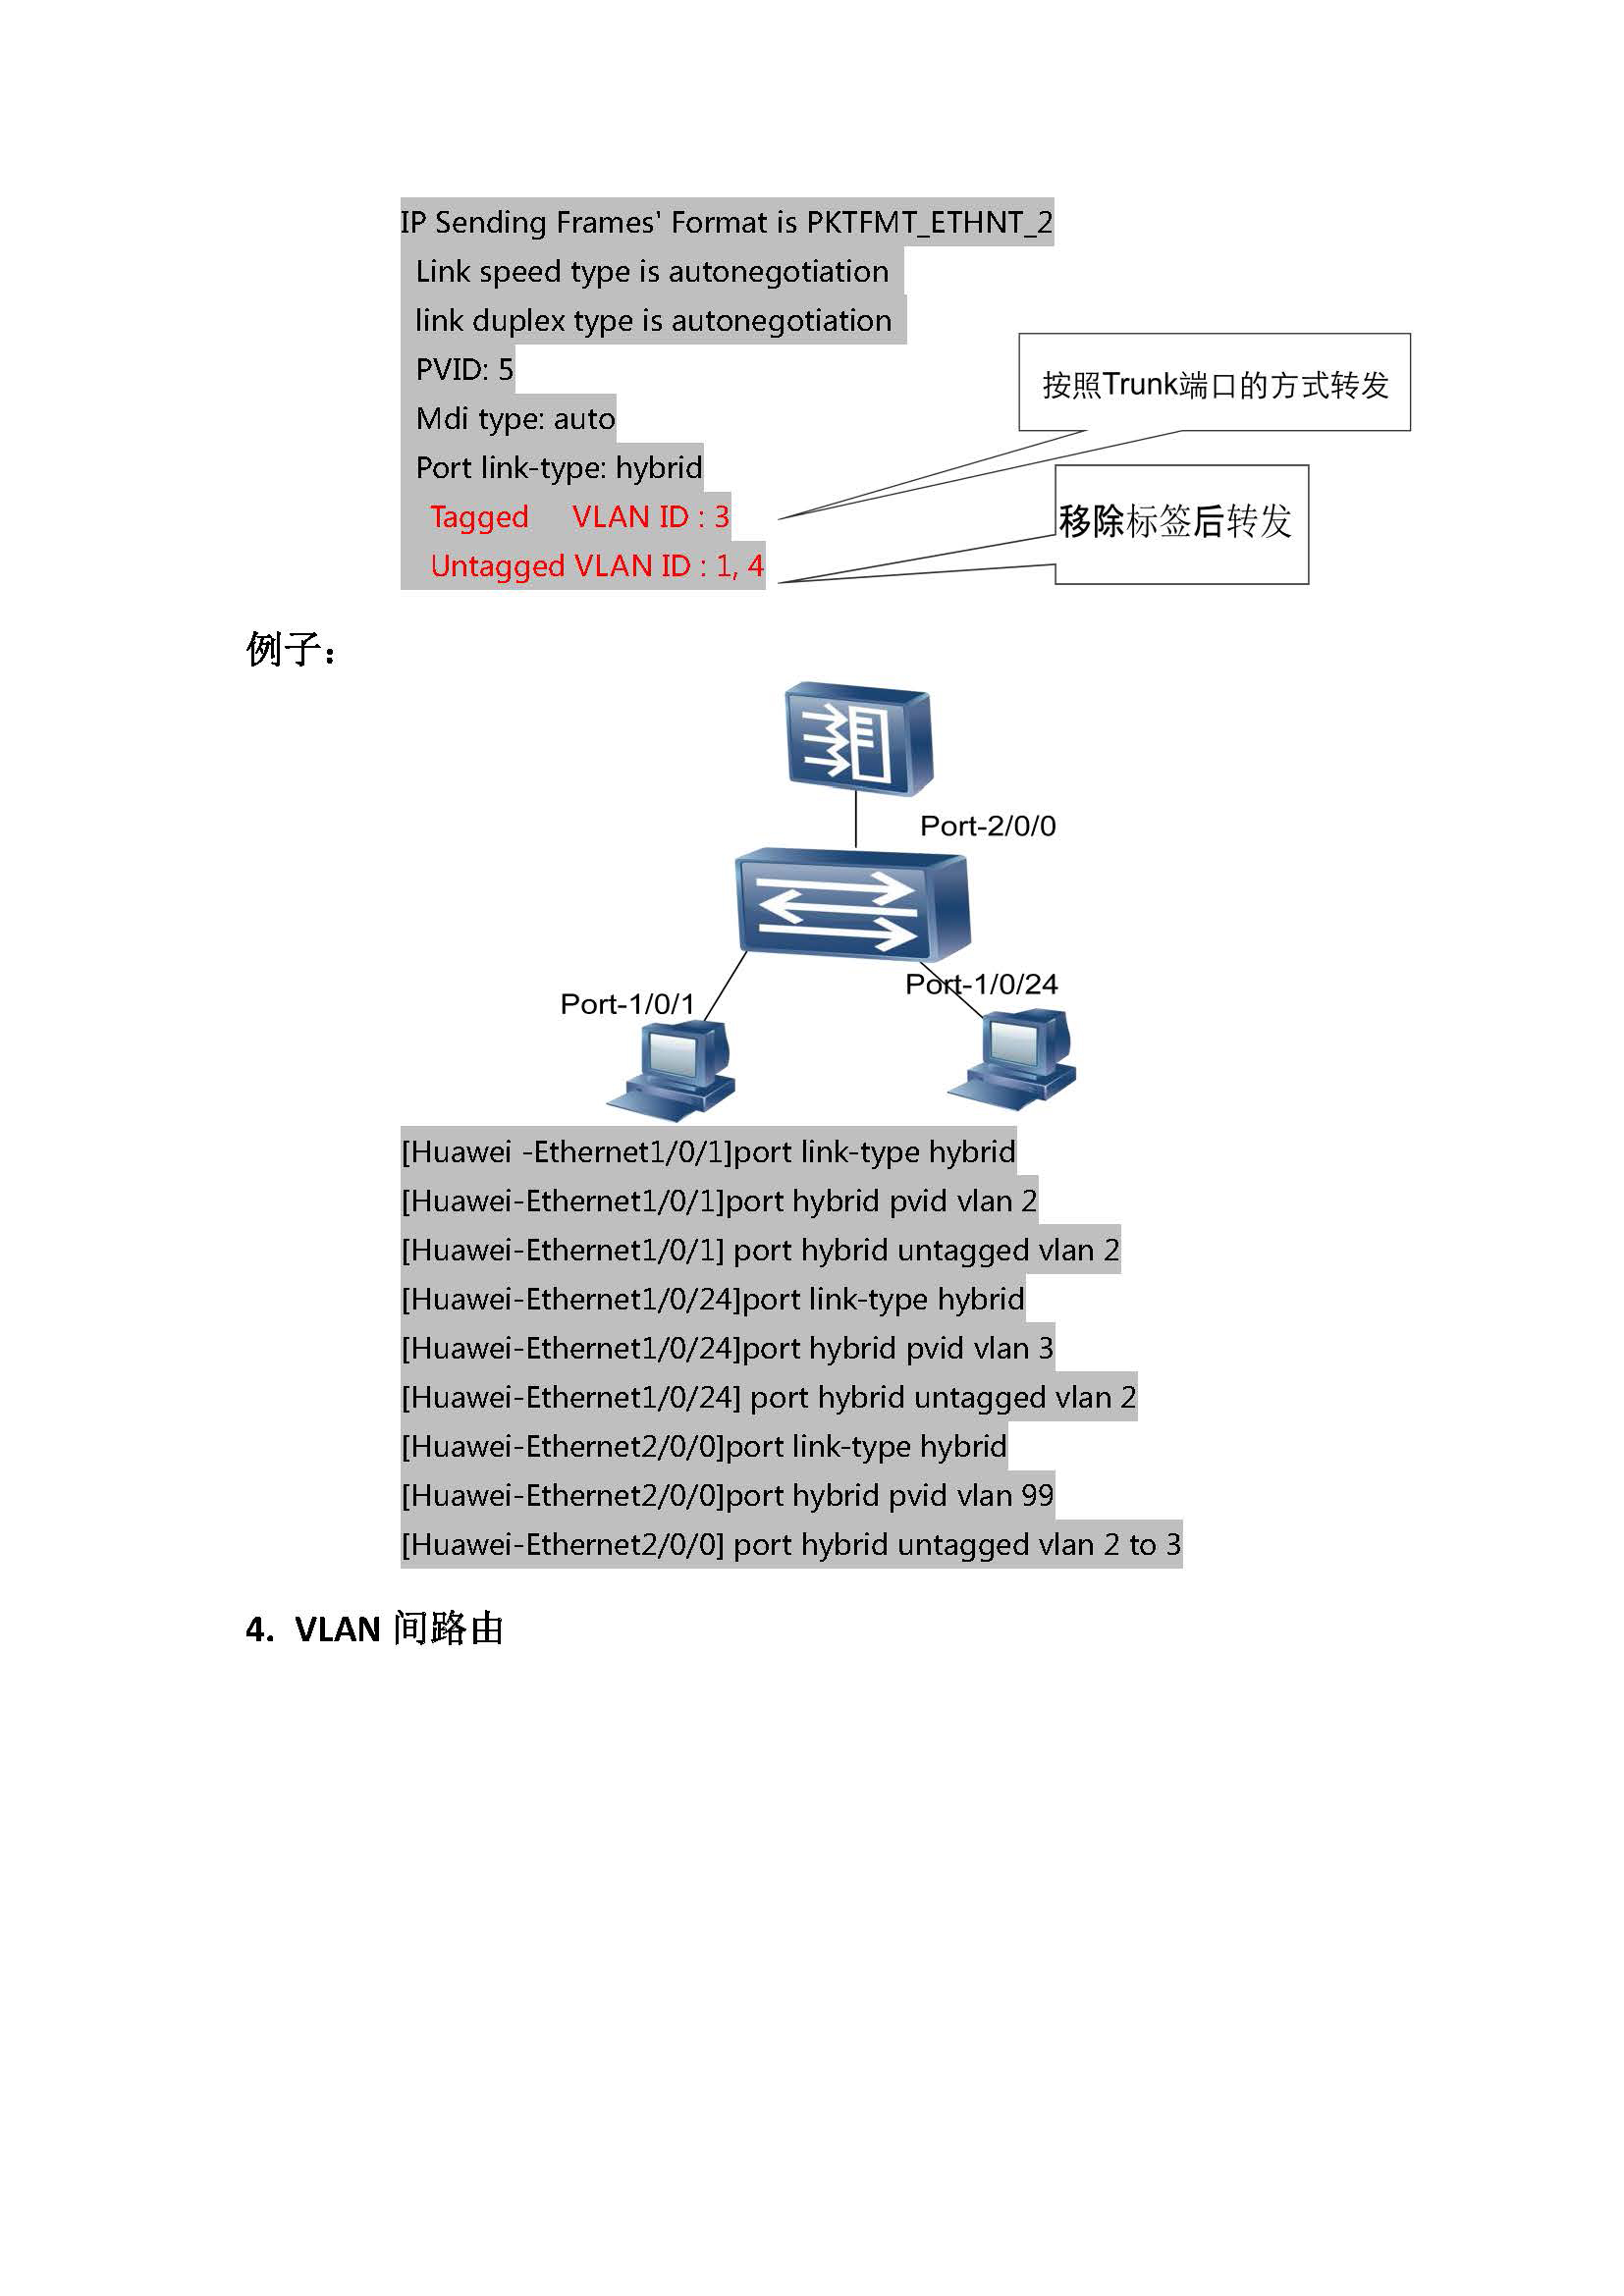 IP Sending Frames' Format is PKTFMT_ETHNT_2
Link speed type is autonegotiation
link duplex type is autonegotiation
PVID: 5
Mdi type: auto
Port link-type: hybrid
Tagged VLAN ID : 3
Untagged VLAN ID : 1, 4
按照Trunk端口的方式转发
移除标签后转发
例子：
Port-2/0/0
Port-1/0/24
Port-1/0/1
[Huawei -Ethernet1/0/1]port link-type hybrid
[Huawei-Ethernet1/0/1]port hybrid pvid vlan 2
[Huawei-Ethernet1/0/1] port hybrid untagged vlan 2
[Huawei-Ethernet1/0/24]port link-type hybrid
[Huawei-Ethernet1/0/24]port hybrid pvid vlan 3
[Huawei-Ethernet1/0/24] port hybrid untagged vlan 2
[Huawei-Ethernet2/0/0]port link-type hybrid
[Huawei-Ethernet2/0/0]port hybrid pvid vlan 99
[Huawei-Ethernet2/0/0] port hybrid untagged vlan 2 to 3
4. VLAN 间路由